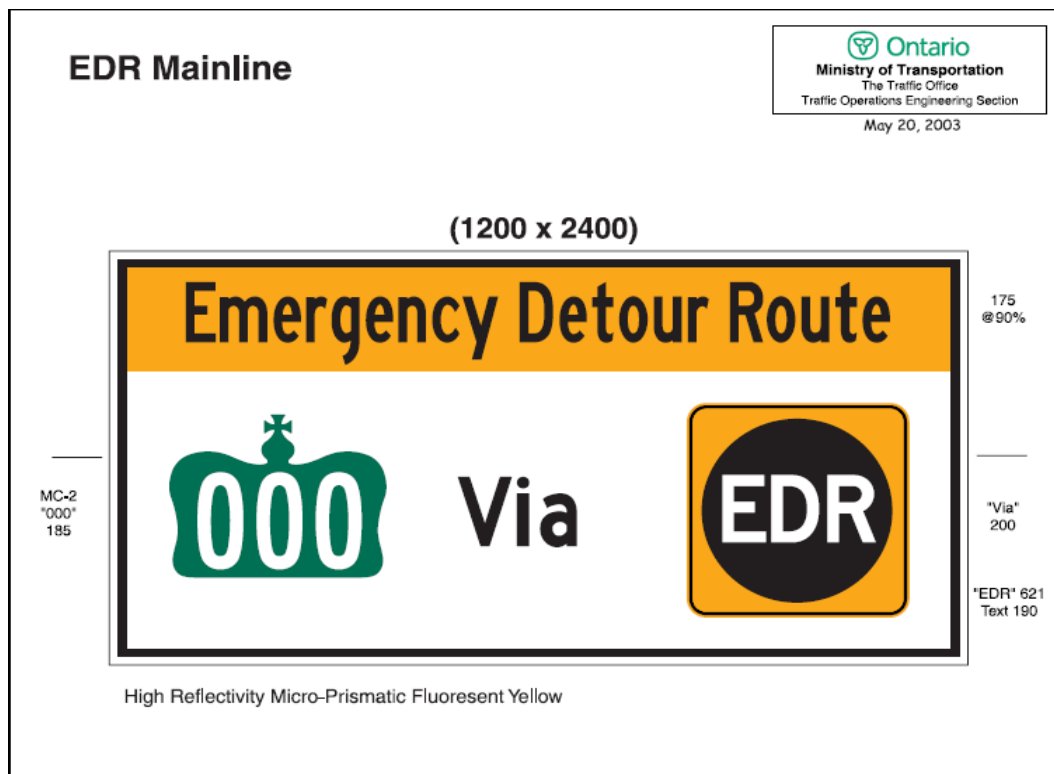 EDR Mainline
Ontario
Ministry of Transportation
The Traffic Office
Traffic Operations Engineering Section
May 20, 2003
(1200 x 2400)
Emergency Detour Route
175
@90%
000 Via EDR
MC-2
"000"
185
"Via"
200
"EDR" 621
Text 190
High Reflectivity Micro-Prismatic Fluoresent Yellow